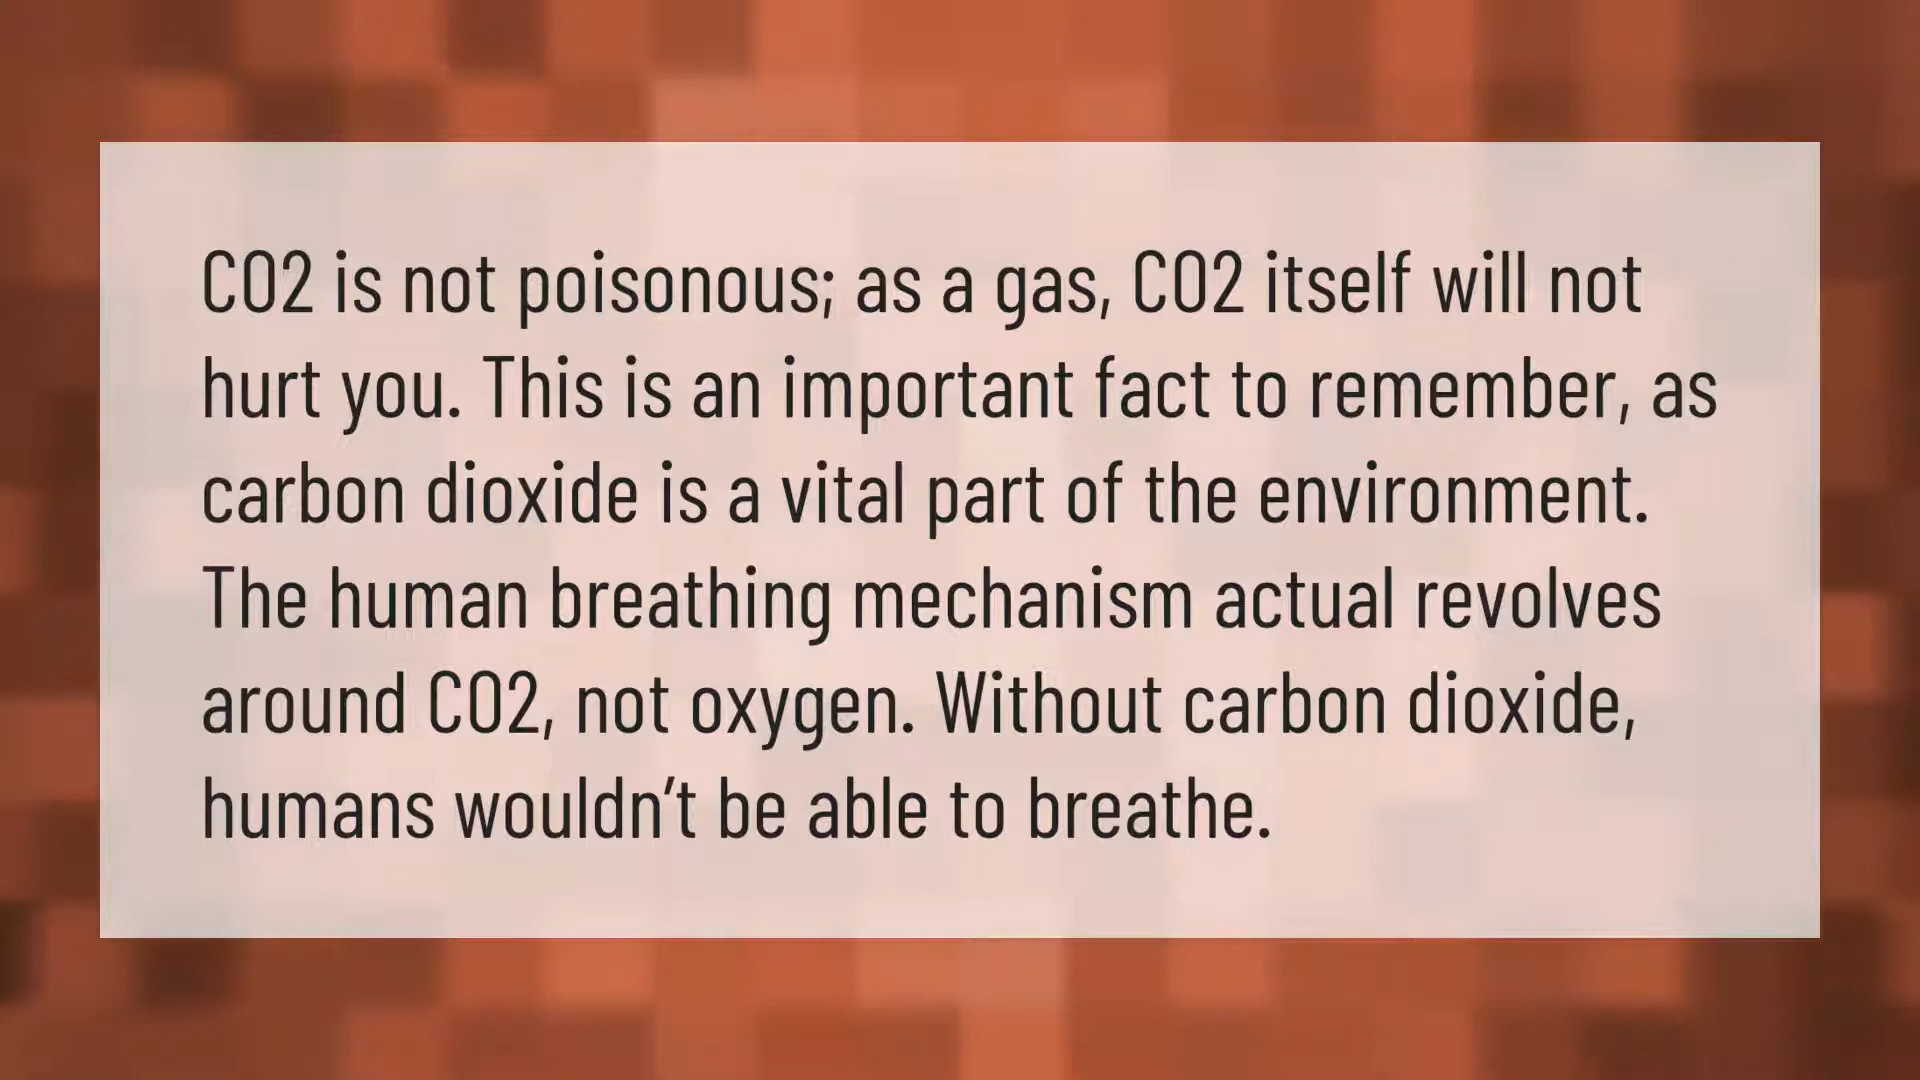 CO2 is not poisonous; as a gas, CO2 itself will not
hurt you. This is an important fact to remember, as
carbon dioxide is a vital part of the environment.
The human breathing mechanism actual revolves
around CO2, not oxygen. Without carbon dioxide,
humans wouldn’t be able to breathe.